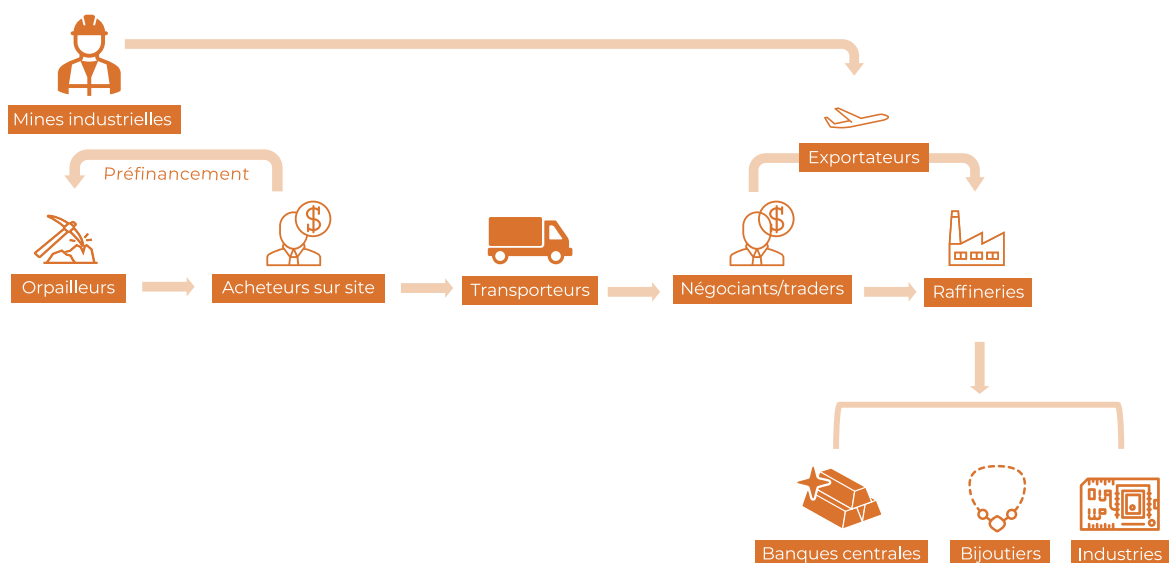 Mines industrielles
Exportateurs
Préfinancement
Orpailleurs
Acheteurs sur site
Transporteurs
Négociants/traders
Raffineries
Banques centrales
Bijoutiers
Industries